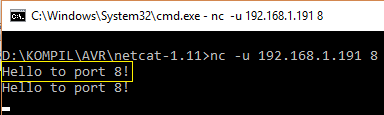 C:\Windows\System32\cmd.exe - nc -u 192.168.1.191 8
D:\KOMPIL\AVR\netcat-1.11>nc -u 192.168.1.191 8
Hello to port 8!
Hello to port 8!